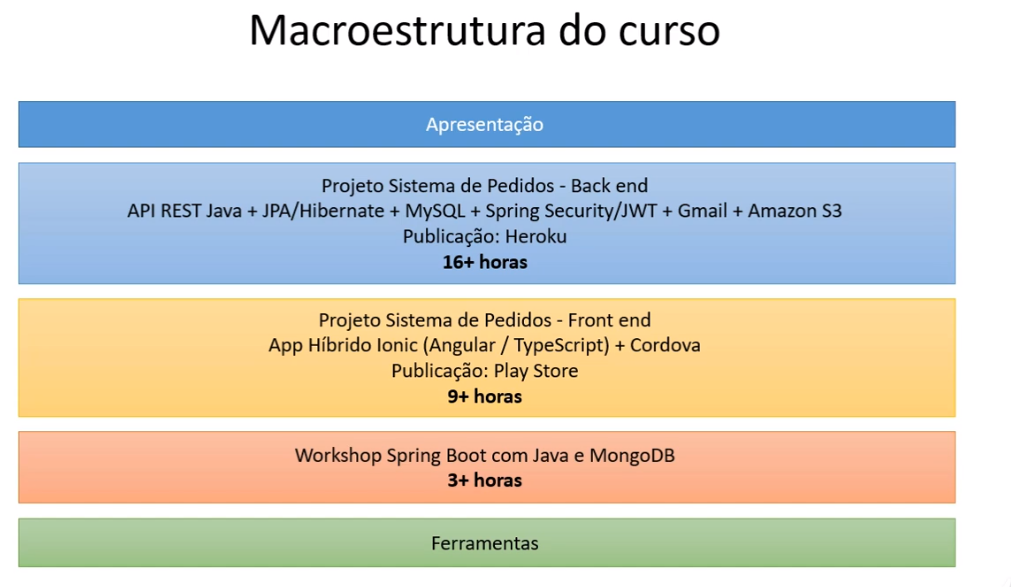 Macroestrutura do curso
Apresentação
Projeto Sistema de Pedidos - Back end
API REST Java + JPA/Hibernate + MySQL + Spring Security/JWT + Gmail + Amazon S3
Publicação: Heroku
16+ horas
Projeto Sistema de Pedidos - Front end
App Híbrido Ionic (Angular / TypeScript) + Cordova
Publicação: Play Store
9+ horas
Workshop Spring Boot com Java e MongoDB
3+ horas
Ferramentas